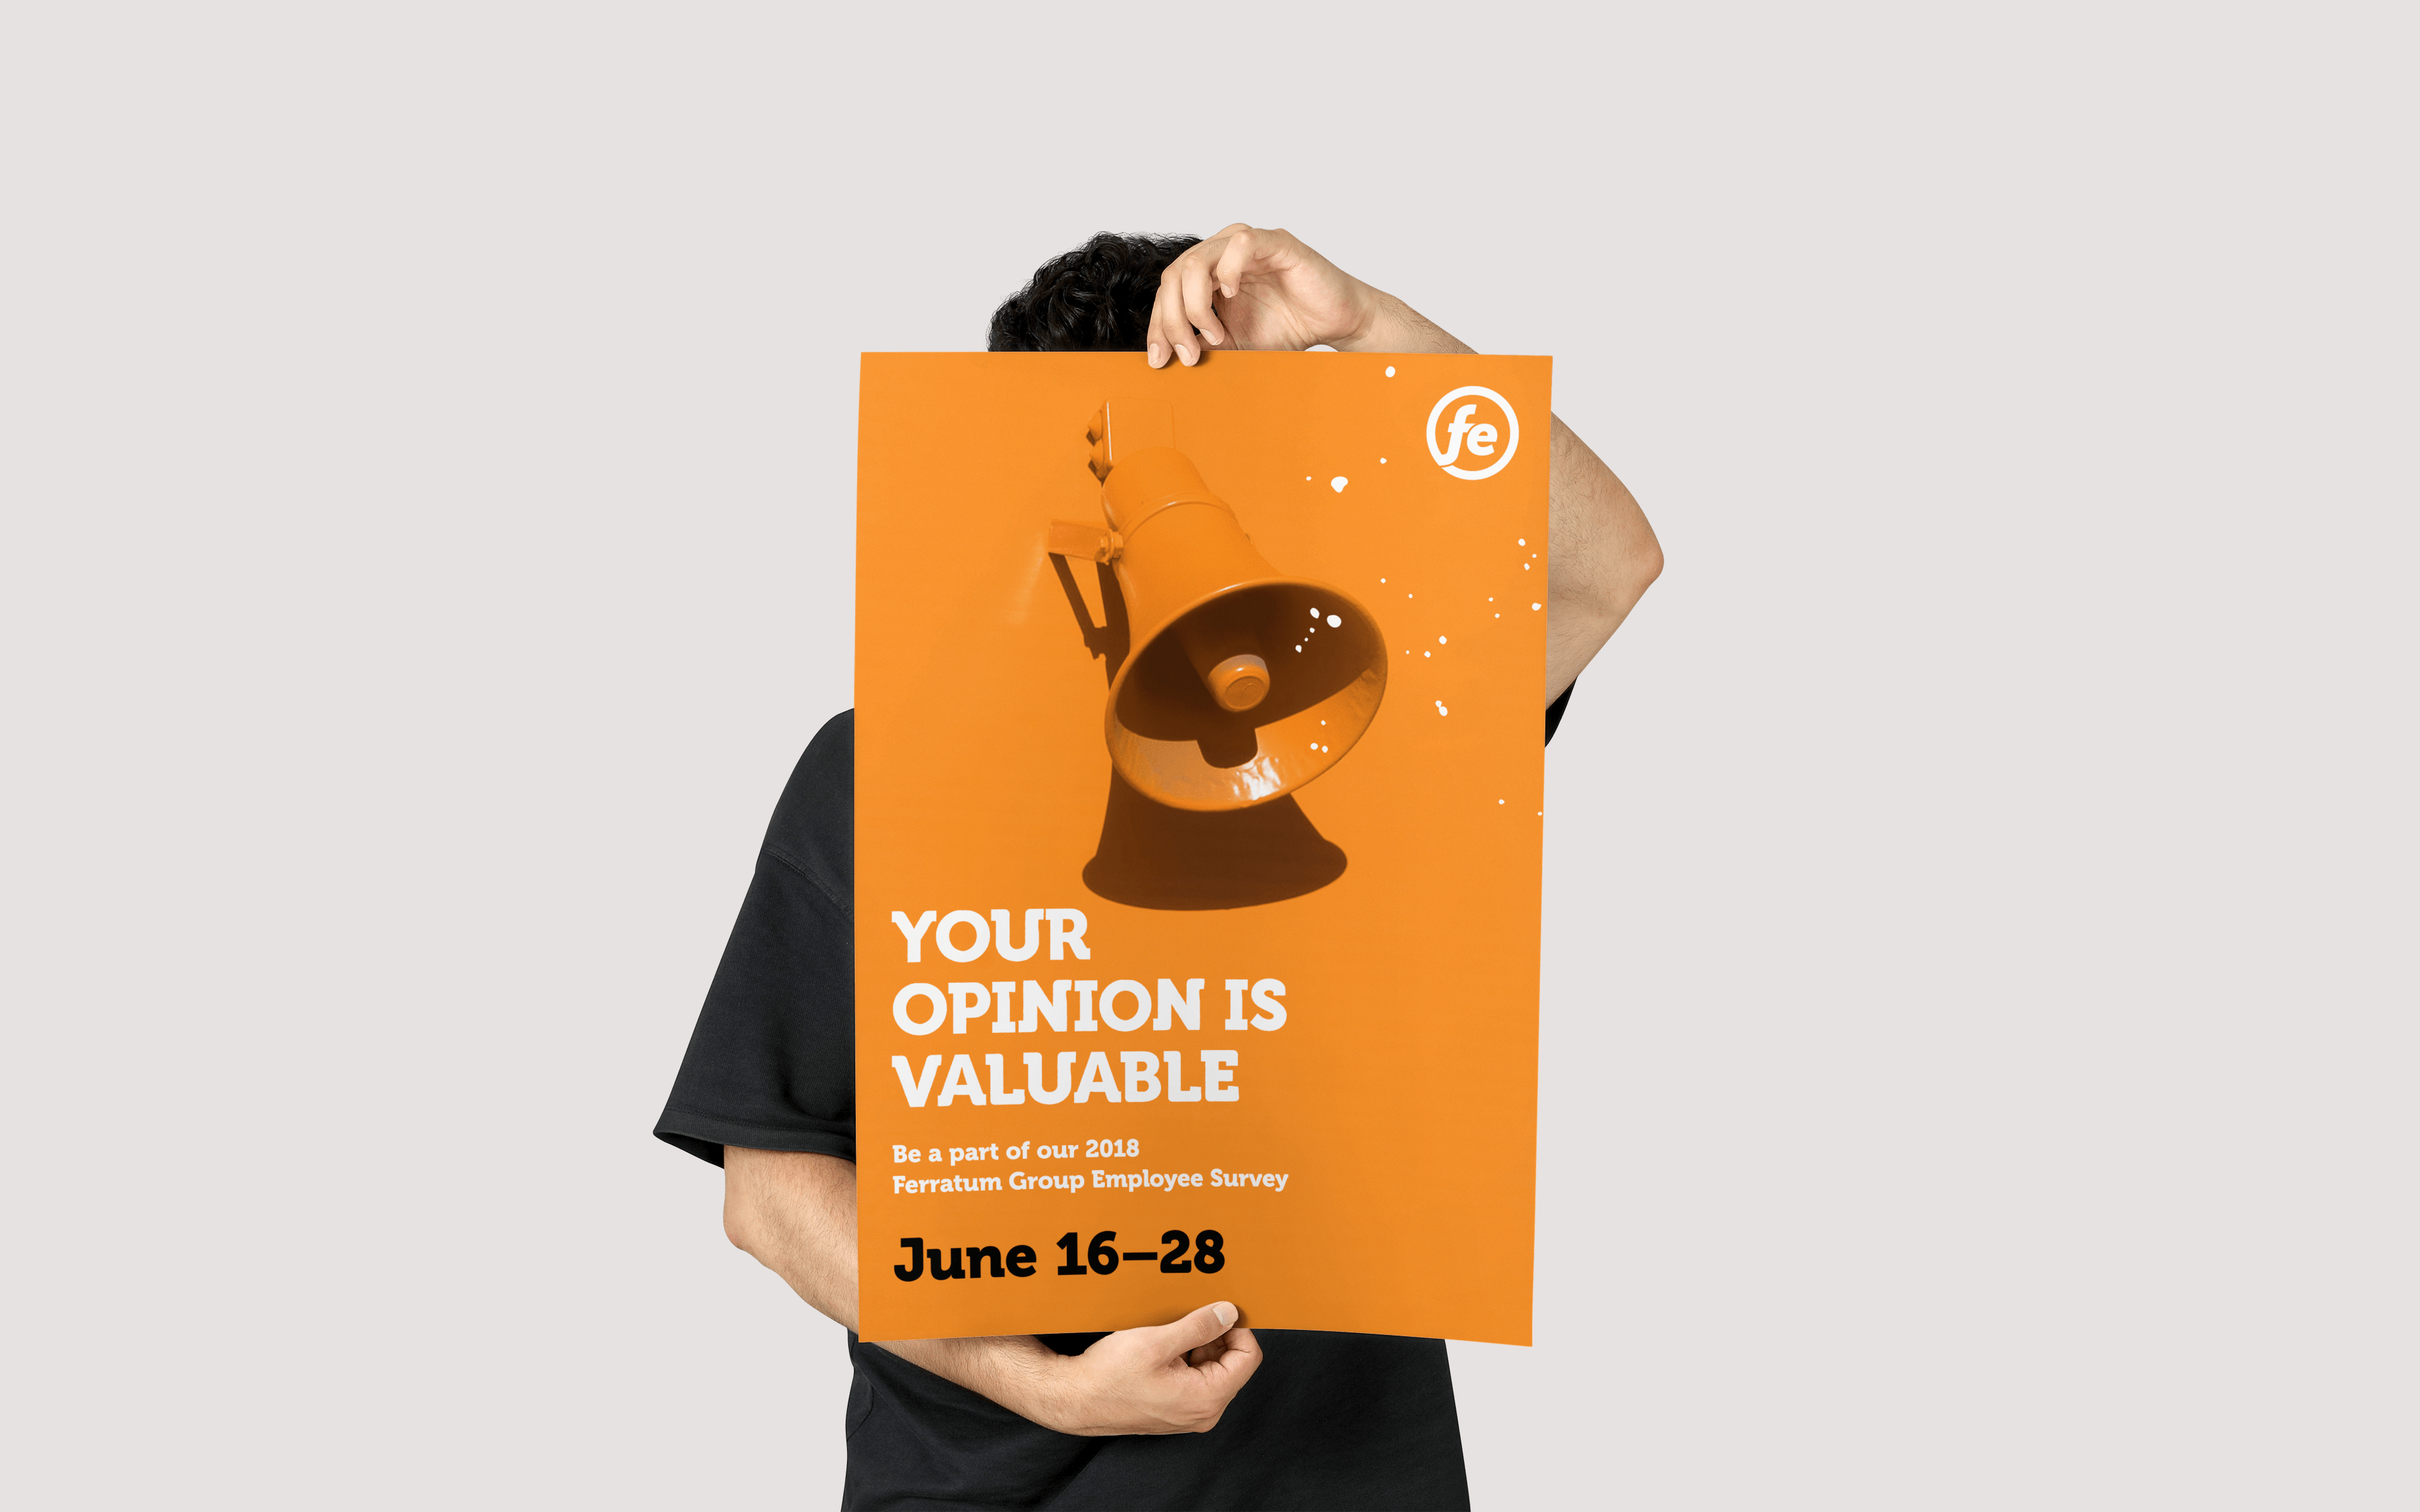 fe
YOUR
OPINION IS
VALUABLE
Be a part of our 2018
Ferratum Group Employee Survey
June 16–28